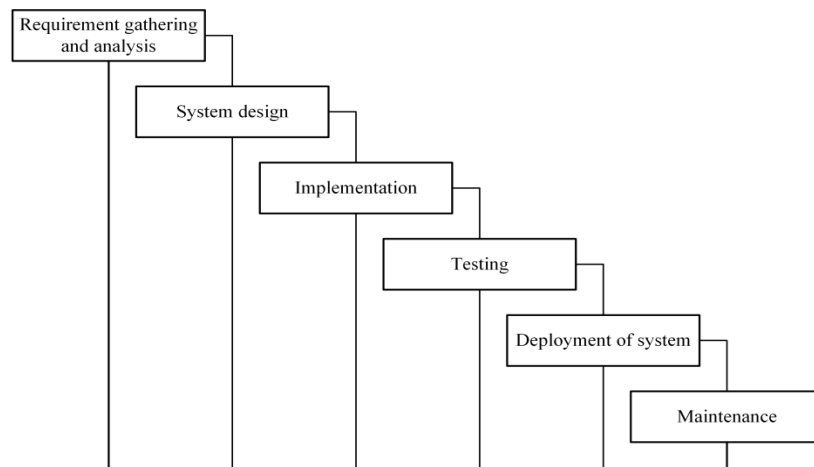 Requirement gathering
and analysis
System design
Implementation
Testing
Deployment of system
Maintenance